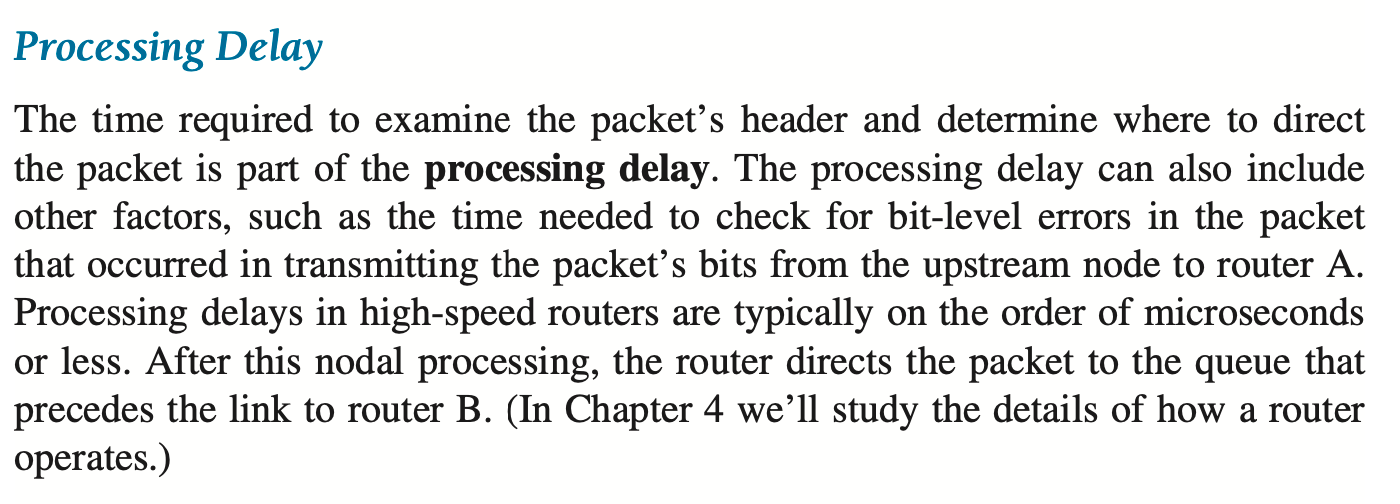 Processing Delay
The time required to examine the packet’s header and determine where to direct
the packet is part of the processing delay. The processing delay can also include
other factors, such as the time needed to check for bit-level errors in the packet
that occurred in transmitting the packet’s bits from the upstream node to router A.
Processing delays in high-speed routers are typically on the order of microseconds
or less. After this nodal processing, the router directs the packet to the queue that
precedes the link to router B. (In Chapter 4 we’ll study the details of how a router
operates.)